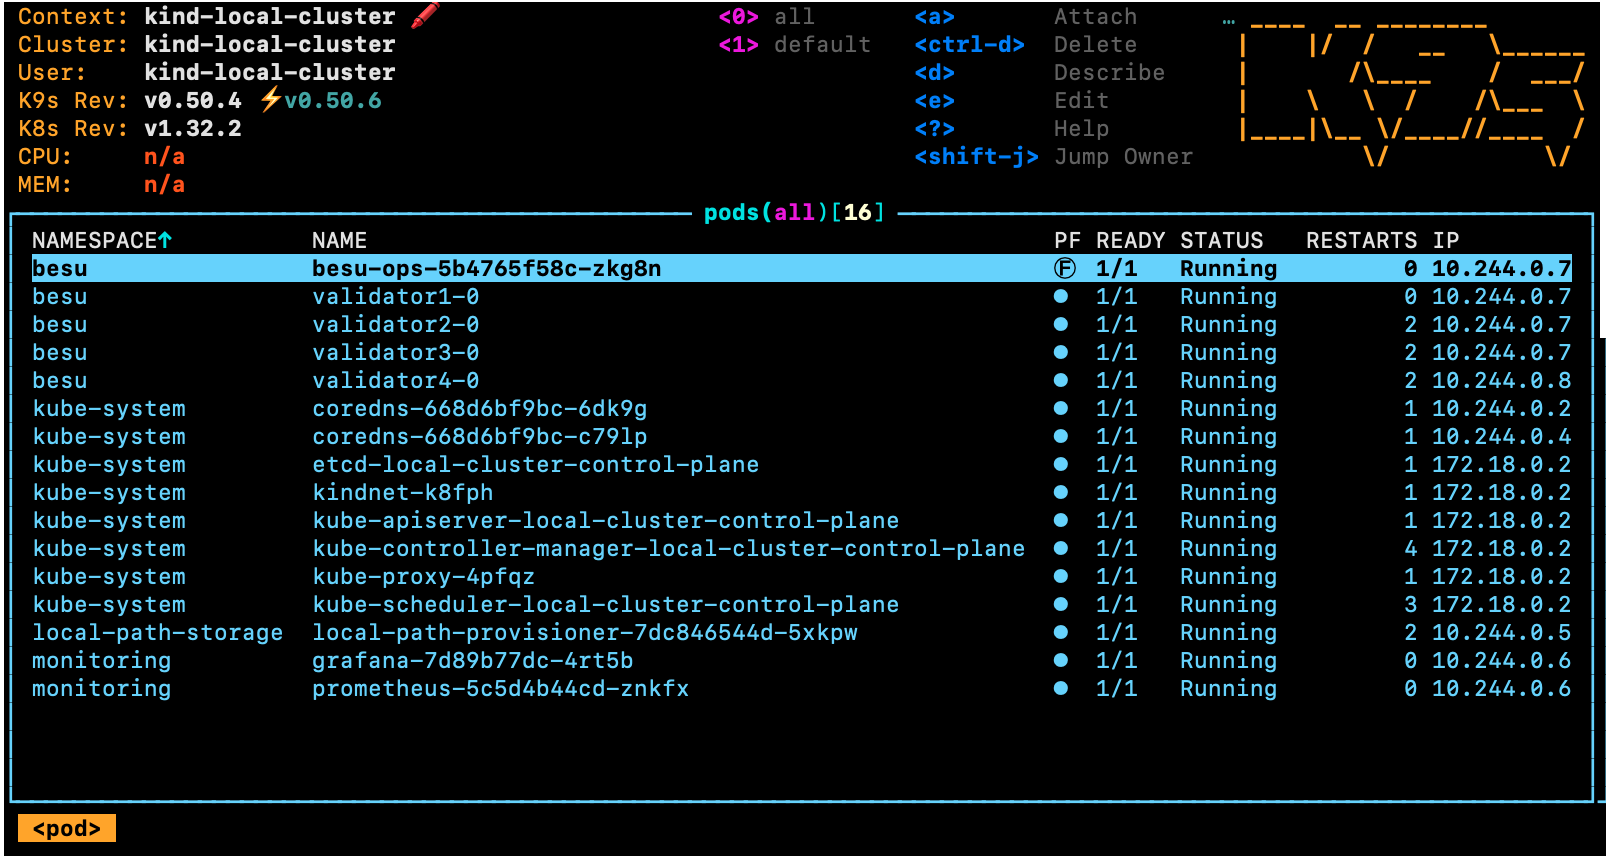 Context: kind-local-cluster <0> all <a> Attach …
Cluster: kind-local-cluster <1> default <ctrl-d> Delete
User: kind-local-cluster <d> Describe
K9s Rev: v0.50.4 ⚡v0.50.6 <e> Edit
K8s Rev: v1.32.2 <?> Help
CPU: n/a <shift-j> Jump Owner
MEM: n/a
pods(all)[16]
NAMESPACE↑ NAME PF READY STATUS RESTARTS IP
besu besu-ops-5b4765f58c-zkg8n Ⓕ 1/1 Running 0 10.244.0.7
besu validator1-0 ● 1/1 Running 0 10.244.0.7
besu validator2-0 ● 1/1 Running 2 10.244.0.7
besu validator3-0 ● 1/1 Running 2 10.244.0.7
besu validator4-0 ● 1/1 Running 2 10.244.0.8
kube-system coredns-668d6bf9bc-6dk9g ● 1/1 Running 1 10.244.0.2
kube-system coredns-668d6bf9bc-c79lp ● 1/1 Running 1 10.244.0.4
kube-system etcd-local-cluster-control-plane ● 1/1 Running 1 172.18.0.2
kube-system kindnet-k8fph ● 1/1 Running 1 172.18.0.2
kube-system kube-apiserver-local-cluster-control-plane ● 1/1 Running 1 172.18.0.2
kube-system kube-controller-manager-local-cluster-control-plane ● 1/1 Running 4 172.18.0.2
kube-system kube-proxy-4pfqz ● 1/1 Running 1 172.18.0.2
kube-system kube-scheduler-local-cluster-control-plane ● 1/1 Running 3 172.18.0.2
local-path-storage local-path-provisioner-7dc846544d-5xkpw ● 1/1 Running 2 10.244.0.5
monitoring grafana-7d89b77dc-4rt5b ● 1/1 Running 0 10.244.0.6
monitoring prometheus-5c5d4b44cd-znkfx ● 1/1 Running 0 10.244.0.6
<pod>